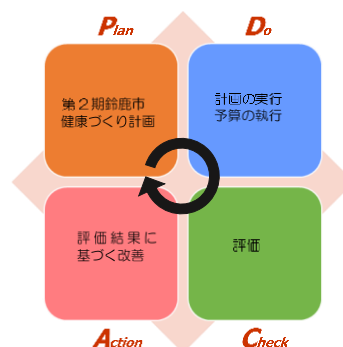 Plan
Do
第2期鈴鹿市
健康づくり計画
計画の実行
予算の執行
評価結果に
基づく改善
評価
Action
Check